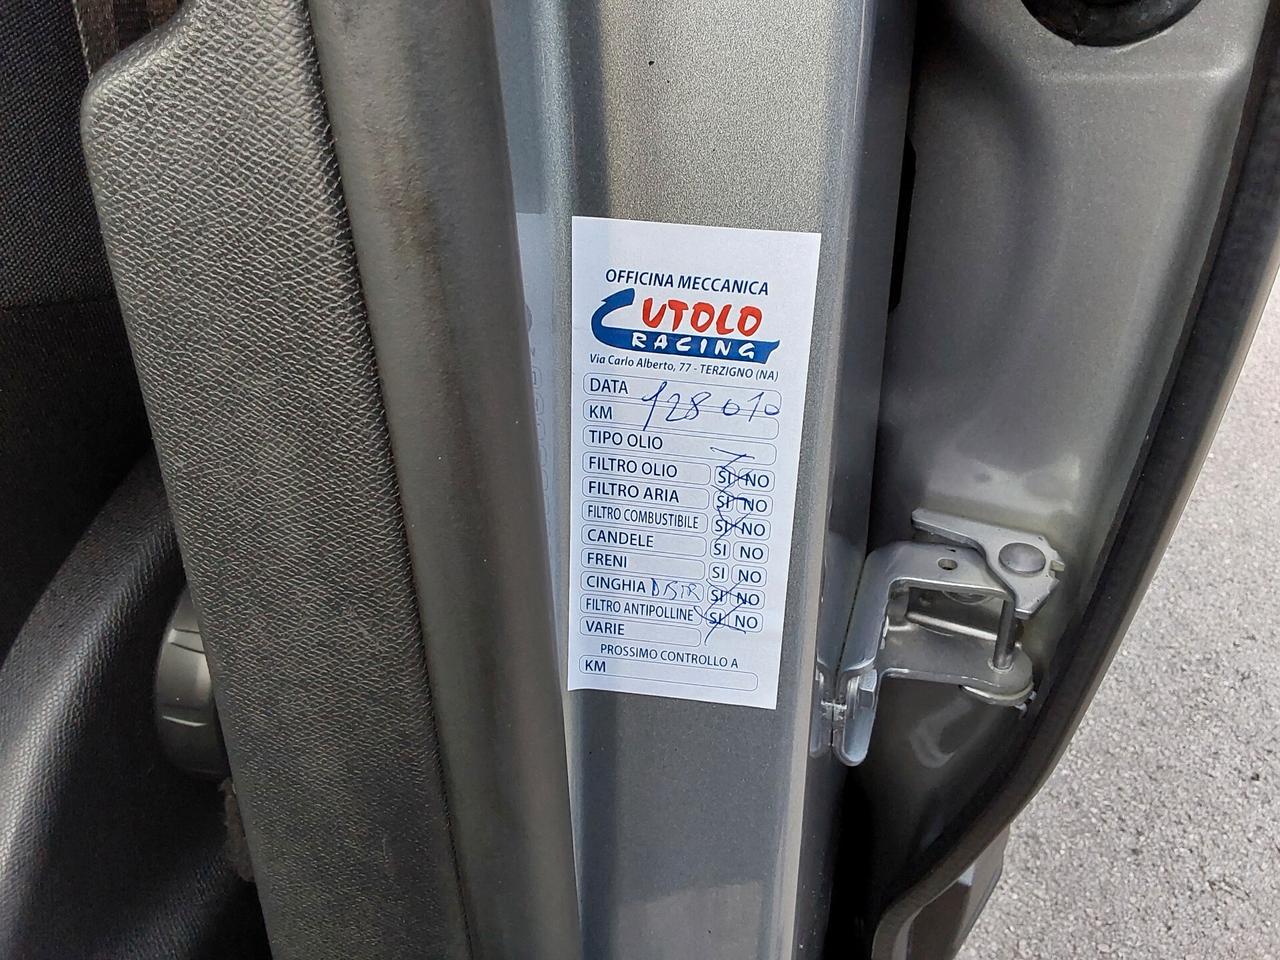 OFFICINA MECCANICA
CUTOLO
RACING
Via Carlo Alberto, 77 - TERZIGNO (NA)
DATA
KM 128010
TIPO OLIO
FILTRO OLIO SI NO
FILTRO ARIA SI NO
FILTRO COMBUSTIBILE SI NO
CANDELE SI NO
FRENI SI NO
CINGHIA DISTR SI NO
FILTRO ANTIPOLLINE SI NO
VARIE
PROSSIMO CONTROLLO A
KM